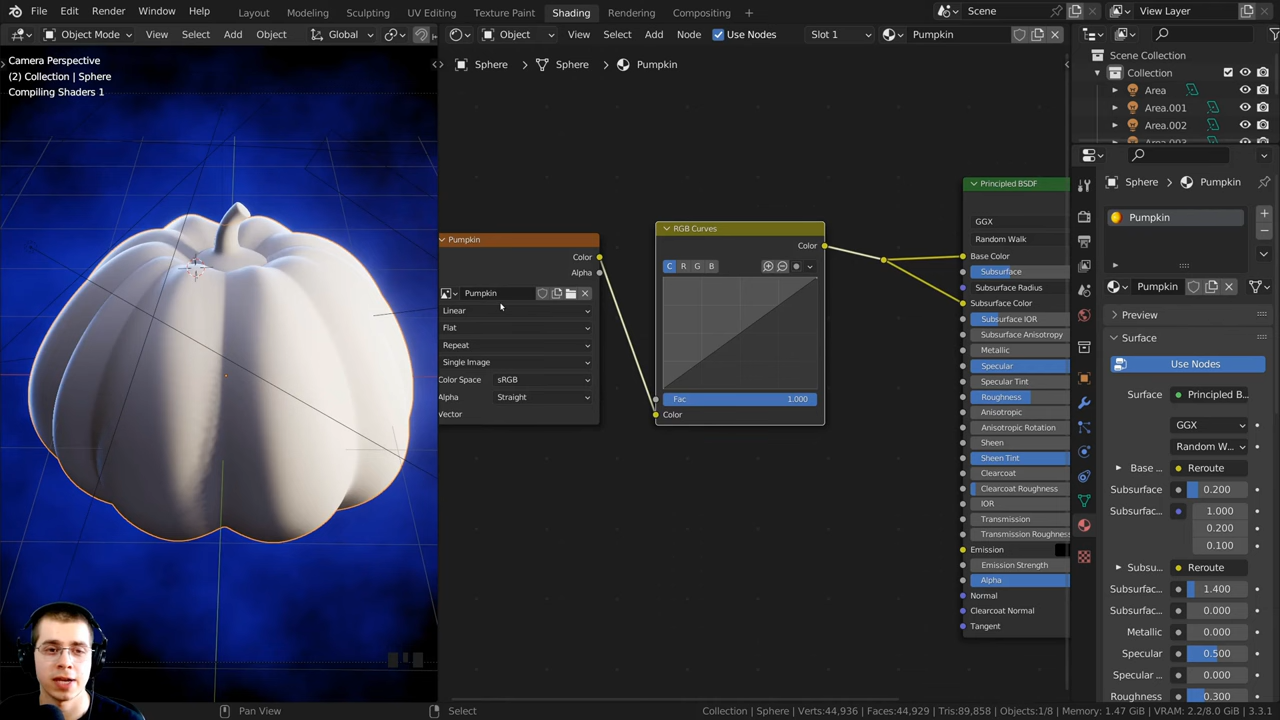 File Edit Render Window Help Layout Modeling Sculpting UV Editing Texture Paint Shading Rendering Compositing Scene View Layer
Object Mode View Select Add Object Global
Object View Select Add Node Use Nodes Slot 1 Pumpkin
Camera Perspective
(2) Collection | Sphere
Compiling Shaders 1
Sphere Sphere Pumpkin
Pumpkin
Color
Alpha
Pumpkin
Linear
Flat
Repeat
Single Image
Color Space sRGB
Alpha Straight
Vector
RGB Curves
Color
C R G B
Fac 1.000
Color
Principled BSDF
GGX
Random Walk
Base Color
Subsurface
Subsurface Radius
Subsurface Color
Subsurface IOR
Subsurface Anisotropy
Metallic
Specular
Specular Tint
Roughness
Anisotropic
Anisotropic Rotation
Sheen
Sheen Tint
Clearcoat
Clearcoat Roughness
IOR
Transmission
Transmission Roughness
Emission
Emission Strength
Alpha
Normal
Clearcoat Normal
Tangent
Scene Collection
Collection
Area
Area.001
Area.002
Sphere Pumpkin
Pumpkin
Pumpkin
Preview
Surface
Use Nodes
Surface Principled B...
GGX
Random W...
Base ... Reroute
Subsurface 0.200
Subsurfac... 1.000
0.200
0.100
Subsu... Reroute
Subsurfac... 1.400
Subsurfac... 0.000
Metallic 0.000
Specular 0.500
Specular ... 0.000
Roughness 0.300
Pan View Select Collection | Sphere | Verts:44,936 | Faces:44,929 | Tris:89,858 | Objects:1/8 | Memory: 1.47 GiB | VRAM: 2.2/8.0 GiB | 3.3.1